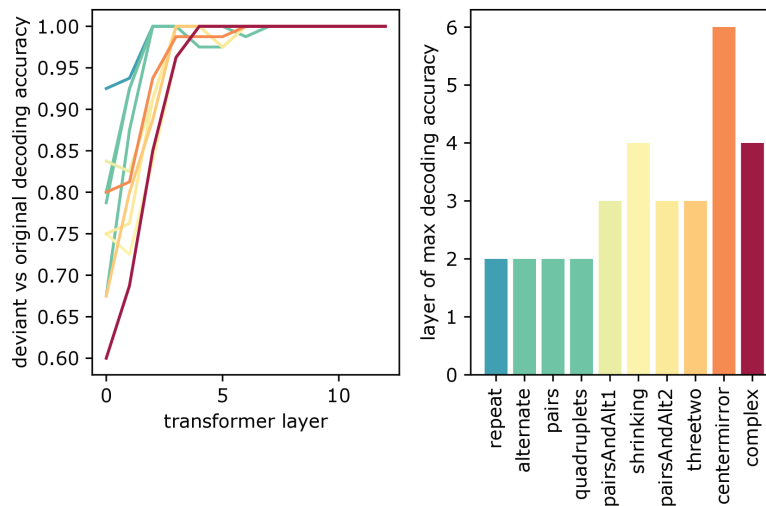 deviant vs original decoding accuracy
1.00
0.95
0.90
0.85
0.80
0.75
0.70
0.65
0.60
0
5
10
transformer layer
layer of max decoding accuracy
6
5
4
3
2
1
0
repeat
alternate
pairs
quadruplets
pairsAndAlt1
shrinking
pairsAndAlt2
threetwo
centermirror
complex